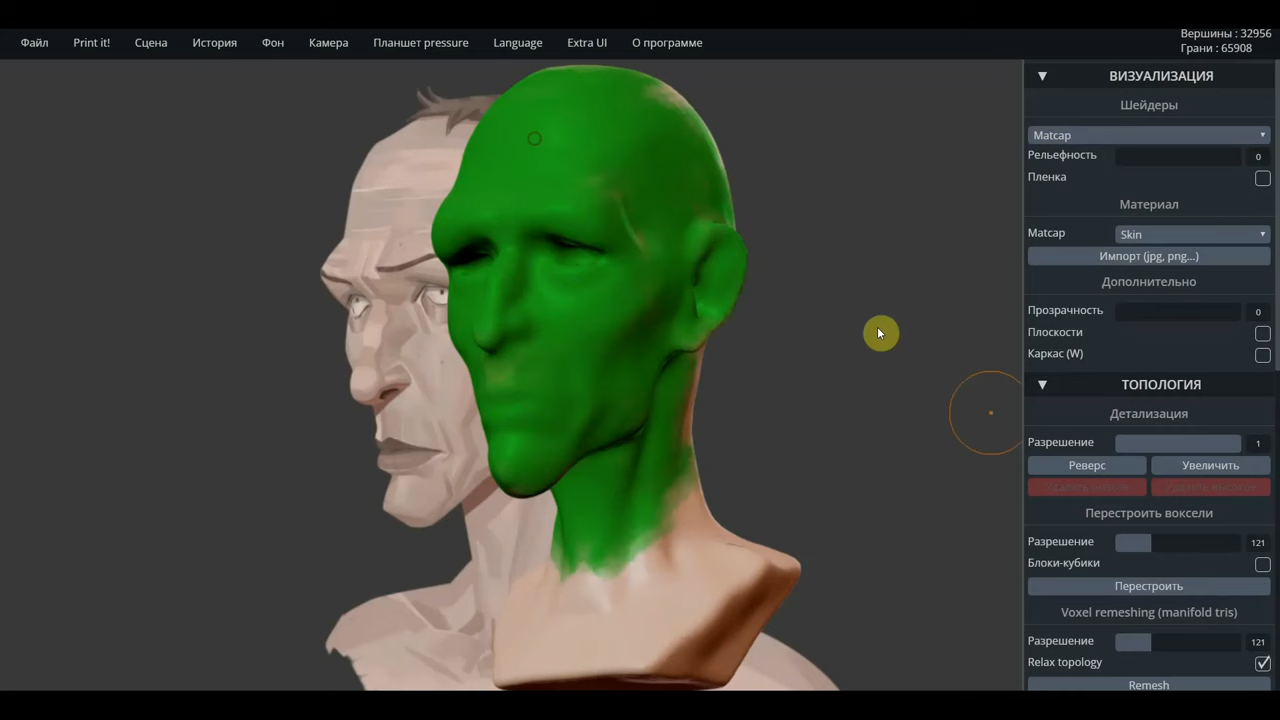 Файл Print it! Сцена История Фон Камера Планшет pressure Language Extra UI О программе
Вершины : 32956
Грани : 65908
▼ ВИЗУАЛИЗАЦИЯ
Шейдеры
Matcap
Рельефность 0
Пленка
Материал
Matcap Skin
Импорт (jpg, png...)
Дополнительно
Прозрачность 0
Плоскости
Каркас (W)
▼ ТОПОЛОГИЯ
Детализация
Разрешение 1
Реверс Увеличить
Перестроить воксели
Разрешение 121
Блоки-кубики
Перестроить
Voxel remeshing (manifold tris)
Разрешение 121
Relax topology
Remesh